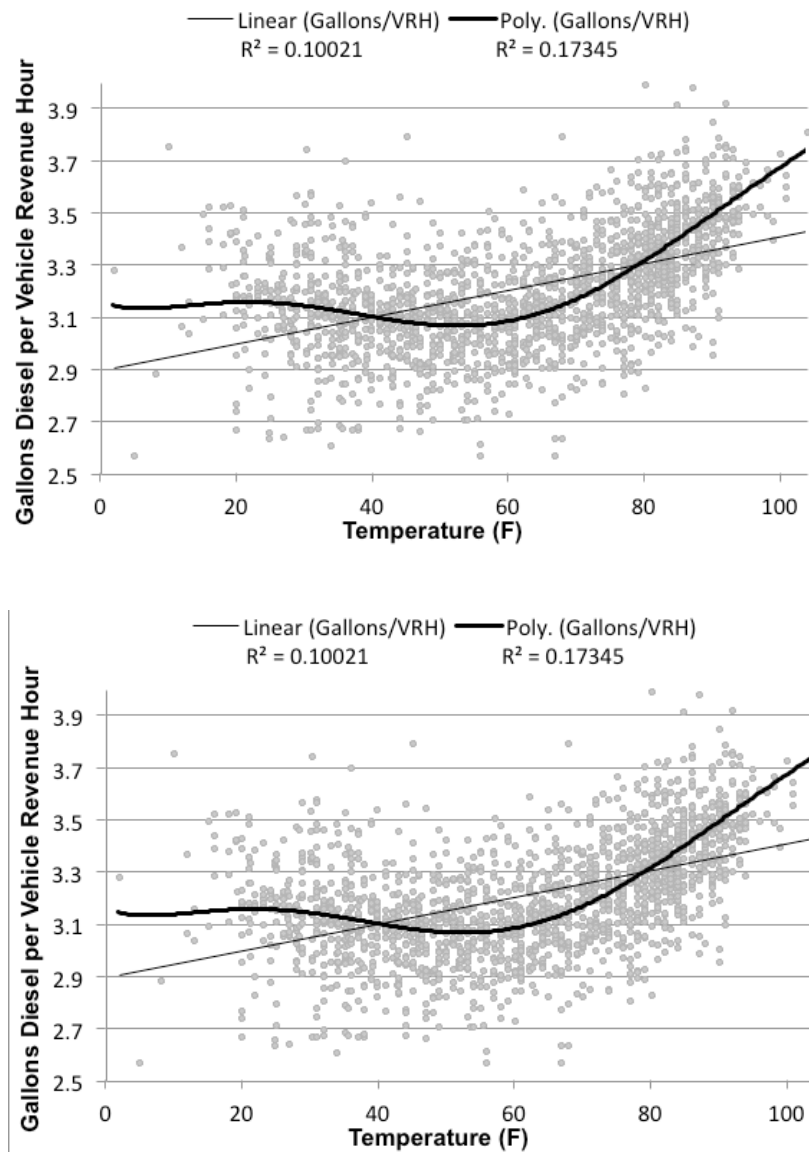 Linear (Gallons/VRH) Poly. (Gallons/VRH)
R² = 0.10021 R² = 0.17345
Gallons Diesel per Vehicle Revenue Hour
3.9
3.7
3.5
3.3
3.1
2.9
2.7
2.5
0 20 40 60 80 100
Temperature (F)
Linear (Gallons/VRH) Poly. (Gallons/VRH)
R² = 0.10021 R² = 0.17345
Gallons Diesel per Vehicle Revenue Hour
3.9
3.7
3.5
3.3
3.1
2.9
2.7
2.5
0 20 40 60 80 100
Temperature (F)